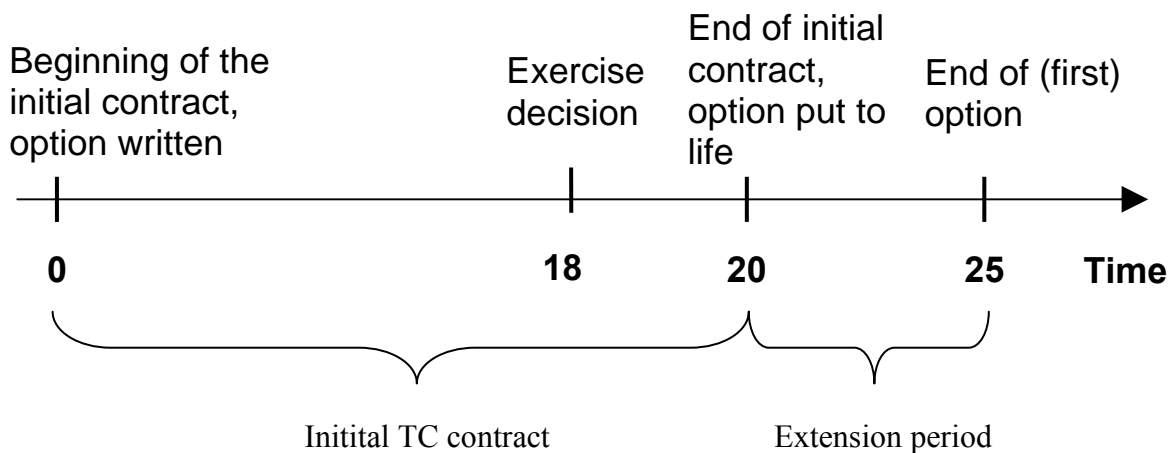 Beginning of the
initial contract,
option written
Exercise
decision
End of initial
contract,
option put to
life
End of (first)
option
0
18
20
25
Time
Initital TC contract
Extension period